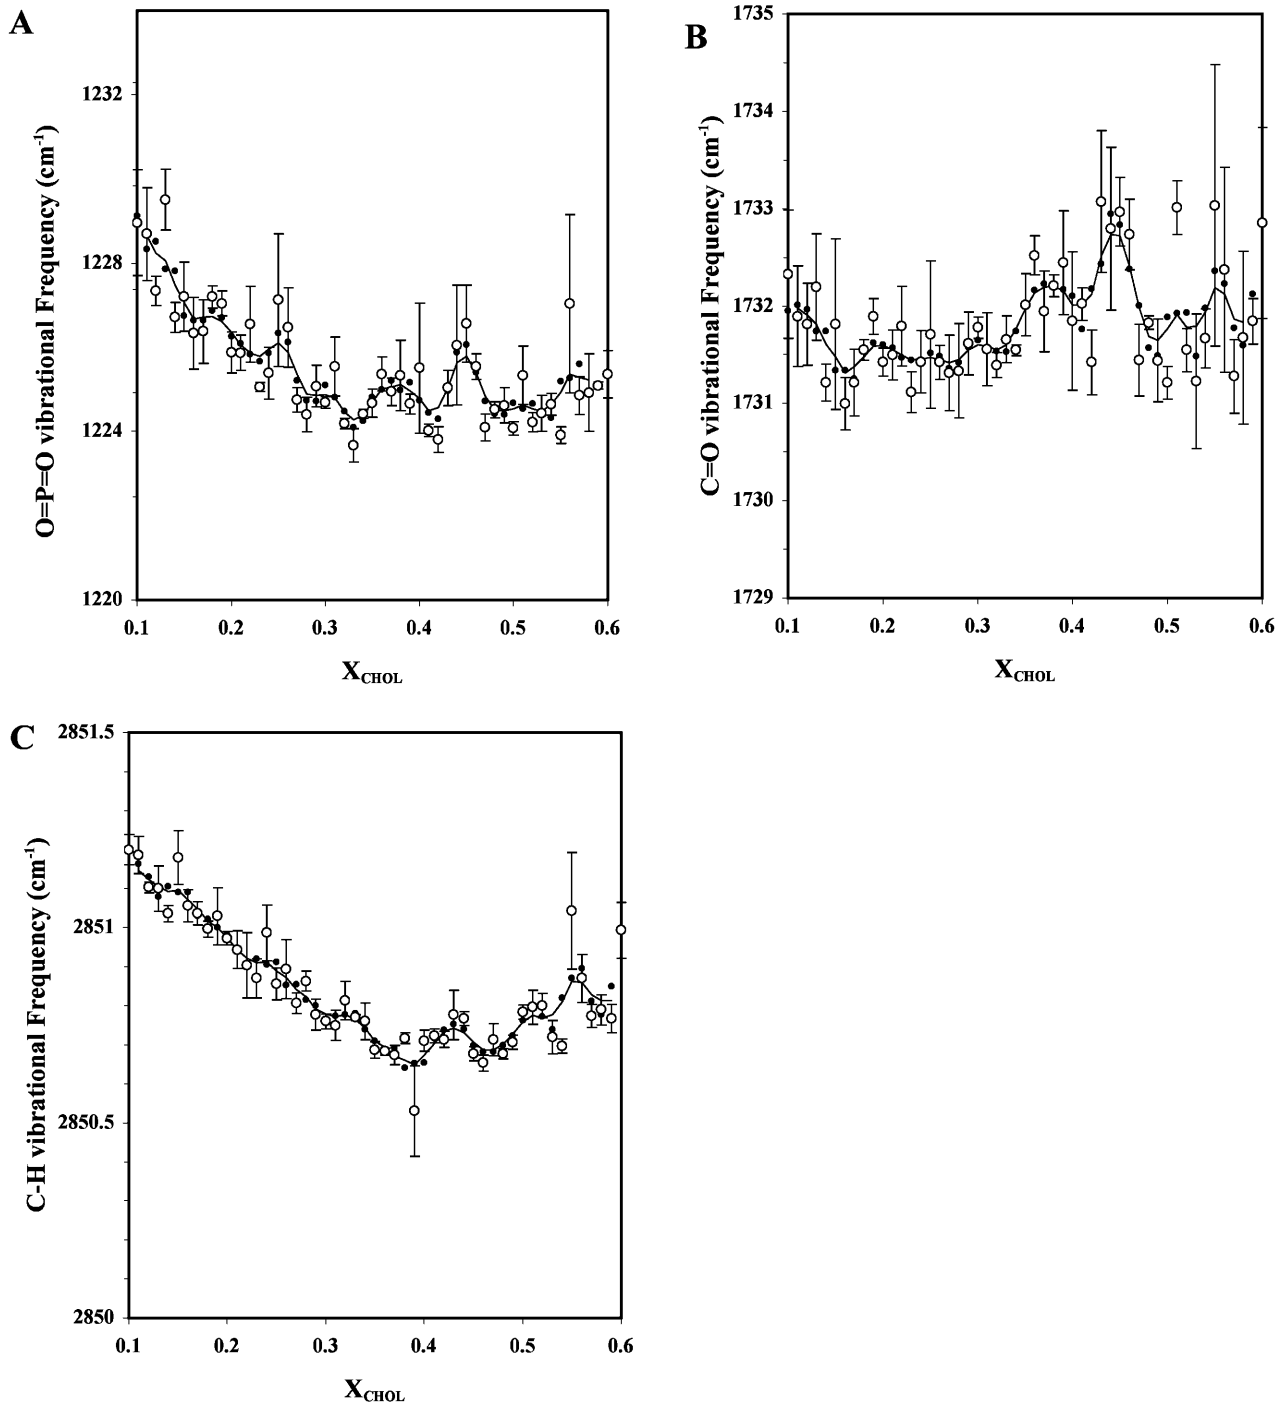 A
O=P=O vibrational Frequency (cm⁻¹)
1232
1228
1224
1220
0.1 0.2 0.3 0.4 0.5 0.6
X_CHOL
B
C=O vibrational Frequency (cm⁻¹)
1735
1734
1733
1732
1731
1730
1729
0.1 0.2 0.3 0.4 0.5 0.6
X_CHOL
C
C-H vibrational Frequency (cm⁻¹)
2851.5
2851
2850.5
2850
0.1 0.2 0.3 0.4 0.5 0.6
X_CHOL